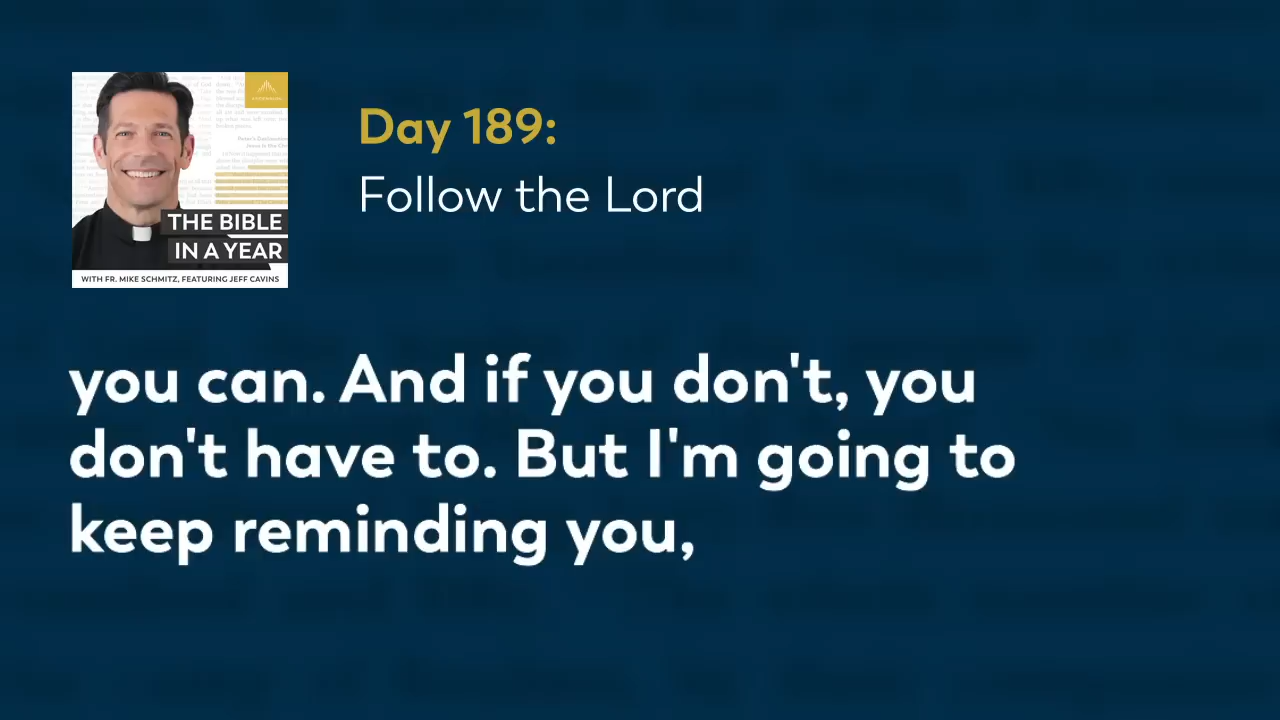 THE BIBLE
IN A YEAR
WITH FR. MIKE SCHMITZ, FEATURING JEFF CAVINS
Day 189:
Follow the Lord
you can. And if you don't, you
don't have to. But I'm going to
keep reminding you,